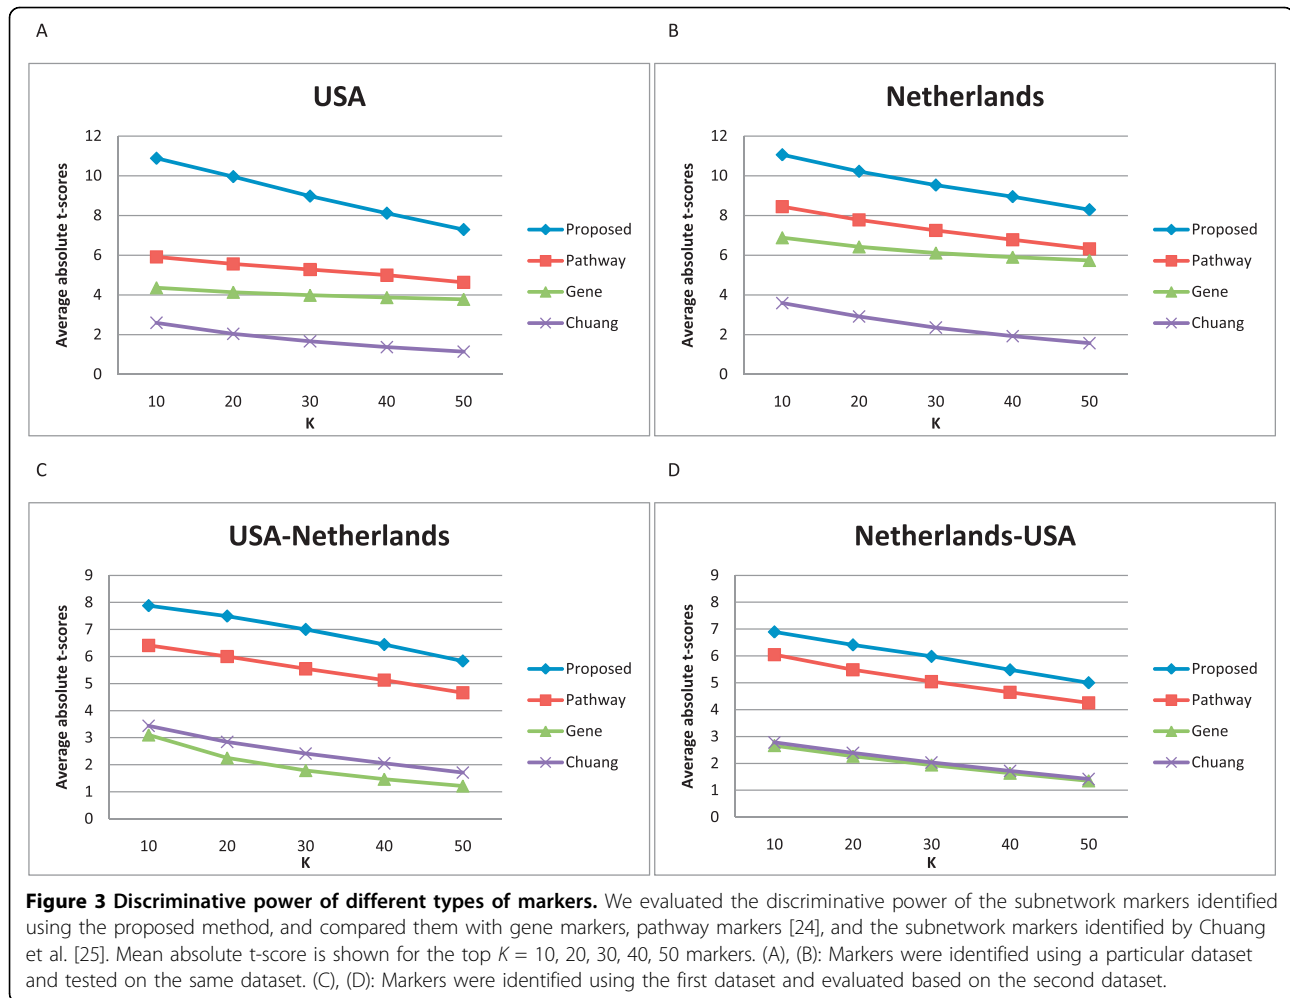 A
USA
Average absolute t-scores
12
10
8
6
4
2
0
10 20 30 40 50
K
Proposed
Pathway
Gene
Chuang
B
Netherlands
Average absolute t-scores
12
10
8
6
4
2
0
10 20 30 40 50
K
Proposed
Pathway
Gene
Chuang
C
USA-Netherlands
Average absolute t-scores
9
8
7
6
5
4
3
2
1
0
10 20 30 40 50
K
Proposed
Pathway
Gene
Chuang
D
Netherlands-USA
Average absolute t-scores
9
8
7
6
5
4
3
2
1
0
10 20 30 40 50
K
Proposed
Pathway
Gene
Chuang
Figure 3 Discriminative power of different types of markers. We evaluated the discriminative power of the subnetwork markers identified
using the proposed method, and compared them with gene markers, pathway markers [24], and the subnetwork markers identified by Chuang
et al. [25]. Mean absolute t-score is shown for the top K = 10, 20, 30, 40, 50 markers. (A), (B): Markers were identified using a particular dataset
and tested on the same dataset. (C), (D): Markers were identified using the first dataset and evaluated based on the second dataset.